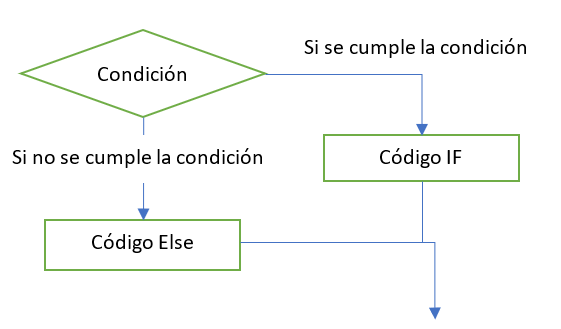 Si se cumple la condición
Condición
Si no se cumple la condición
Código IF
Código Else